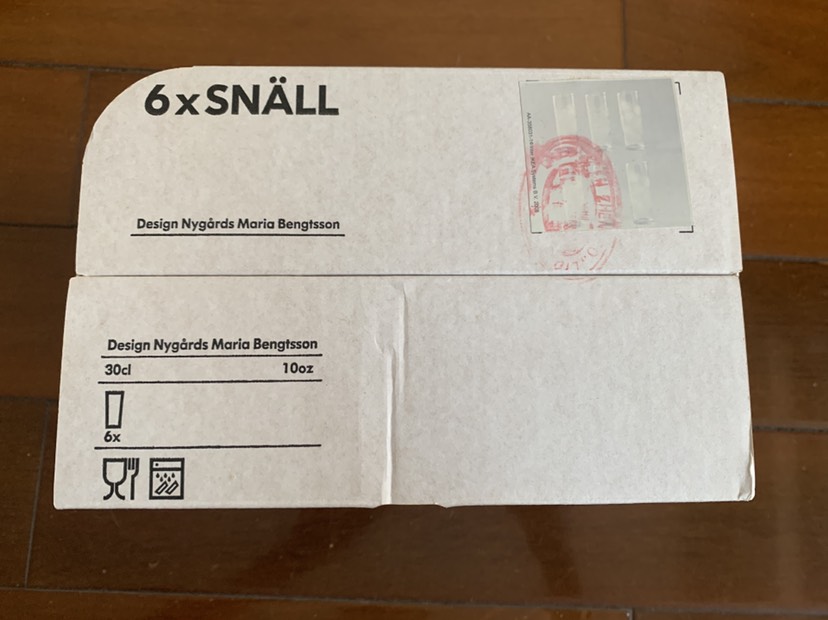 6xSNÄLL
Design Nygårds Maria Bengtsson
Design Nygårds Maria Bengtsson
30cl 10oz
6x